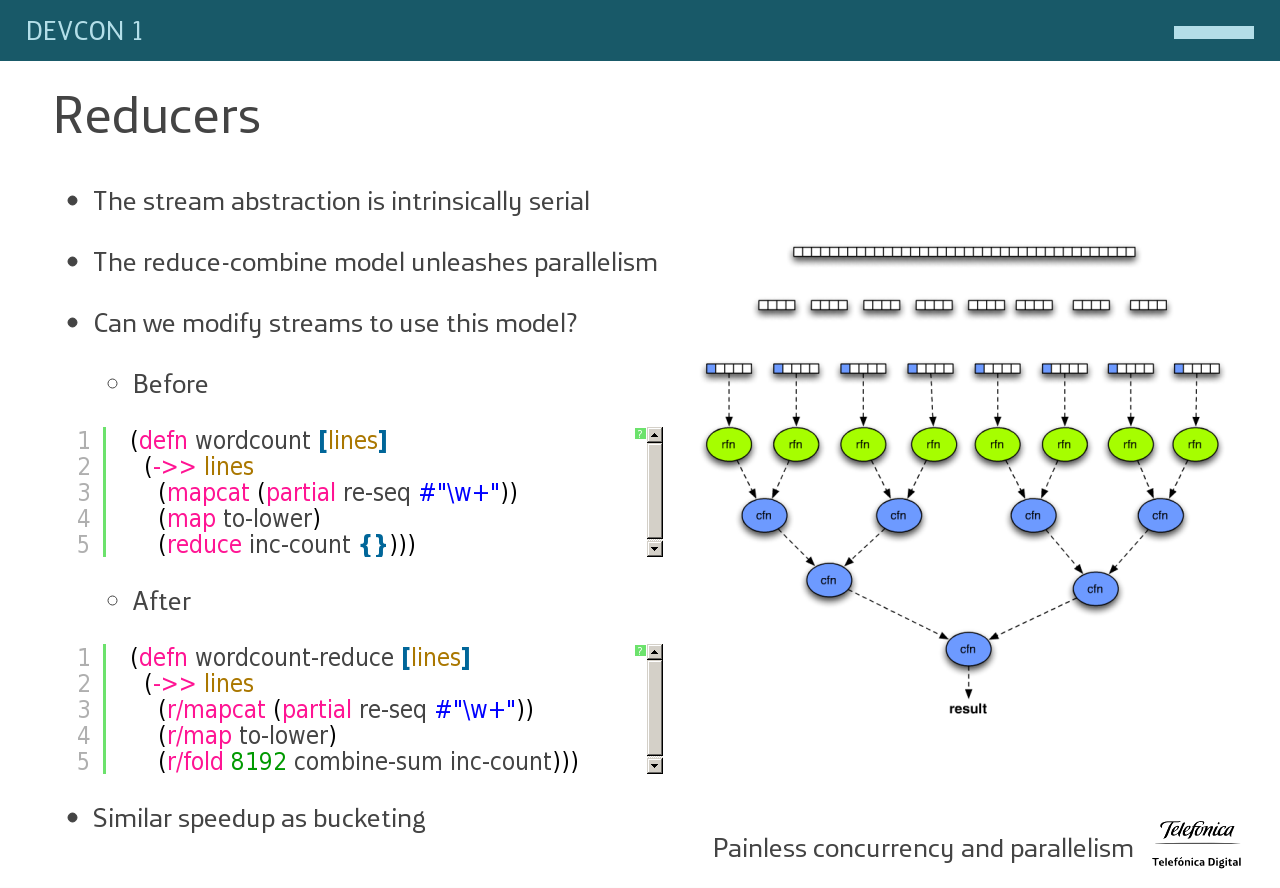 DEVCON 1
Reducers
The stream abstraction is intrinsically serial
The reduce-combine model unleashes parallelism
Can we modify streams to use this model?
Before
1 (defn wordcount [lines]
2 (->> lines
3 (mapcat (partial re-seq #"\w+"))
4 (map to-lower)
5 (reduce inc-count {})))
?
After
1 (defn wordcount-reduce [lines]
2 (->> lines
3 (r/mapcat (partial re-seq #"\w+"))
4 (r/map to-lower)
5 (r/fold 8192 combine-sum inc-count)))
?
Similar speedup as bucketing
rfn rfn rfn rfn rfn rfn rfn rfn
cfn cfn cfn cfn
cfn cfn
cfn
result
Painless concurrency and parallelism
Telefónica
Telefónica Digital